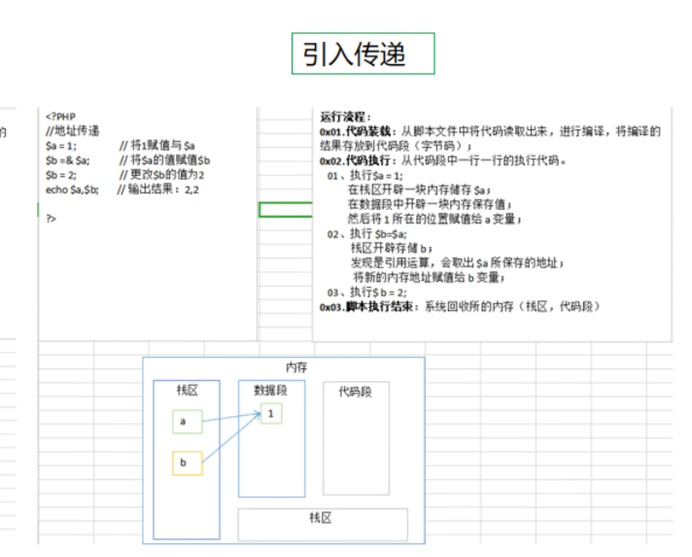 引入传递
的
<?PHP
//地址传递
$a = 1; // 将1赋值与 $a
$b =& $a; // 将$a的值赋值$b
$b = 2; // 更改$b的值为2
echo $a,$b; // 输出结果：2,2
?>
运行流程：
0x01.代码装载：从脚本文件中将代码读取出来，进行编译，将编译的
结果存放到代码段（字节码）；
0x02.代码执行：从代码段中一行一行的执行代码。
01、执行$a = 1;
在栈区开辟一块内存储存 $a；
在数据段中开辟一块内存保存值；
然后将 1 所在的位置赋值给 a 变量；
02、执行 $b=$a;
栈区开辟存储 b；
发现是引用运算，会取出 $a 所保存的地址；
将新的内存地址赋值给 b 变量；
03、执行$ b = 2;
0x03.脚本执行结束：系统回收所的内存（栈区，代码段）
内存
栈区
数据段
代码段
a
1
b
栈区